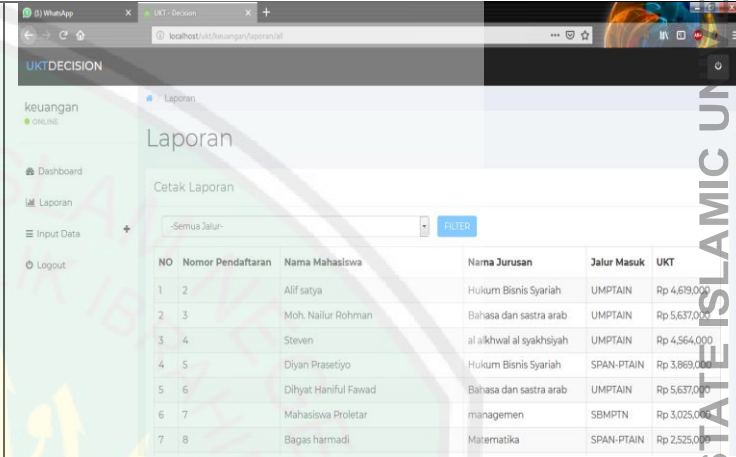 (1) WhatsApp
UKT - Decision
localhost/ukt/keuangan/laporan/all
UKTDECISION
keuangan
ONLINE
Dashboard
Laporan
Input Data
Logout
Laporan
Laporan
Cetak Laporan
-Semua Jalur-
FILTER
NO Nomor Pendaftaran Nama Mahasiswa Nama Jurusan Jalur Masuk UKT
1 2 Alif satya Hukum Bisnis Syariah UMPTAIN Rp 4,619,000
2 3 Moh. Nailur Rohman Bahasa dan sastra arab UMPTAIN Rp 5,637,000
3 4 Steven al alkhwal al syakhsiyah UMPTAIN Rp 4,564,000
4 5 Diyan Prasetiyo Hukum Bisnis Syariah SPAN-PTAIN Rp 3,869,000
5 6 Dihyat Haniful Fawad Bahasa dan sastra arab UMPTAIN Rp 5,637,000
6 7 Mahasiswa Proletar managemen SBMPTN Rp 3,025,000
7 8 Bagas harmadi Matematika SPAN-PTAIN Rp 2,525,000
STATE ISLAMIC UN